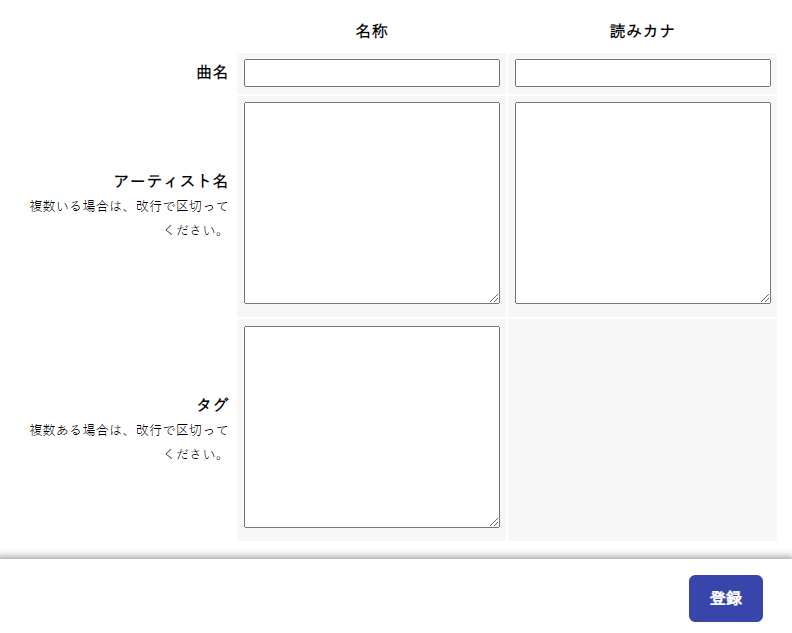 名称
読みカナ
曲名
アーティスト名
複数いる場合は、改行で区切って
ください。
タグ
複数ある場合は、改行で区切って
ください。
登録